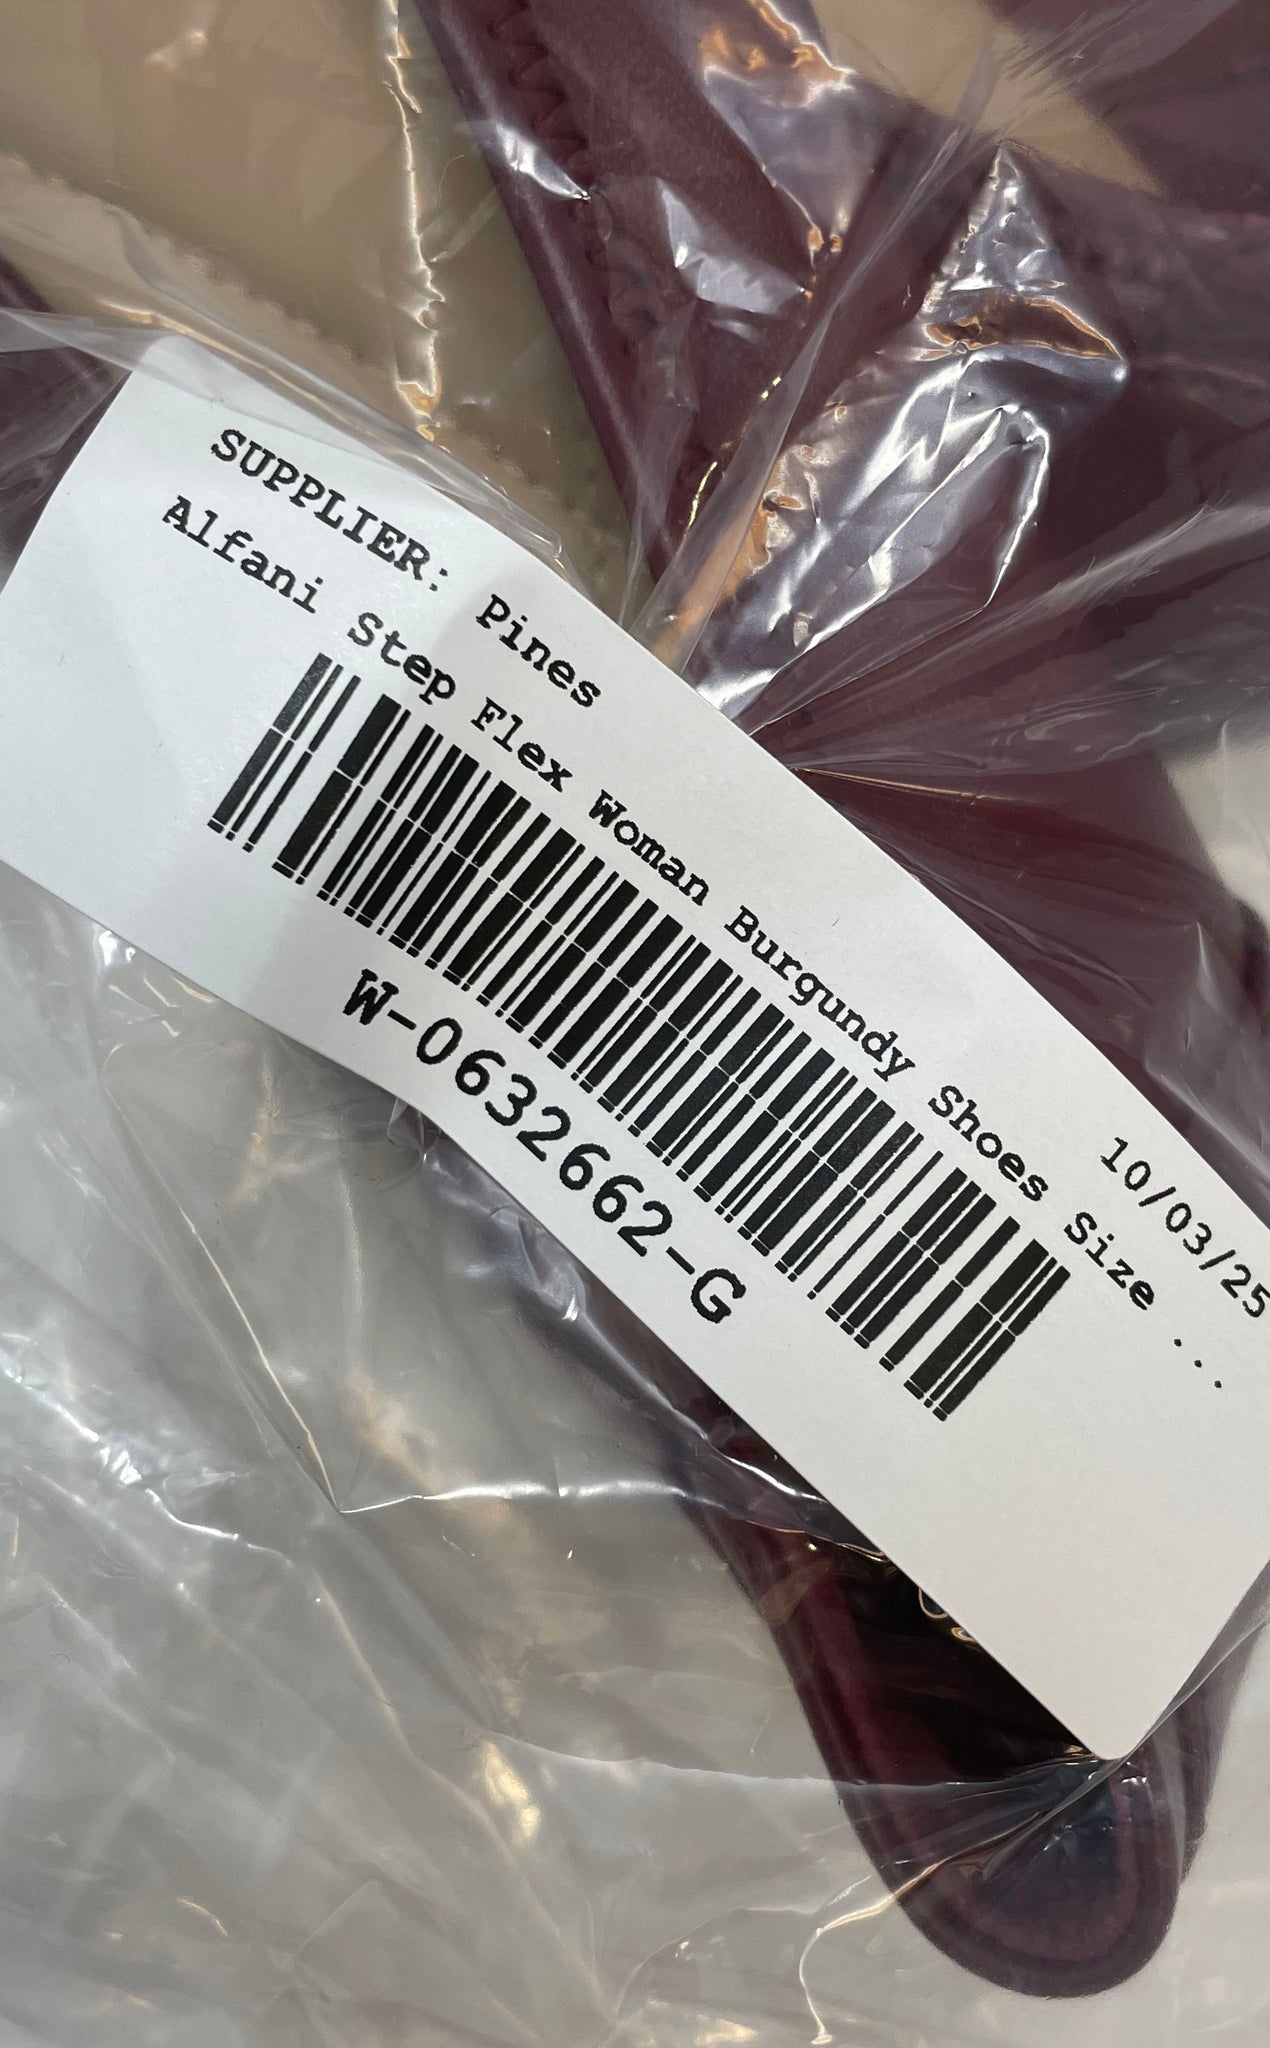 SUPPLIER: Pines
10/03/25
Alfani Step Flex Woman Burgundy Shoes Size ...
W-0632662-G